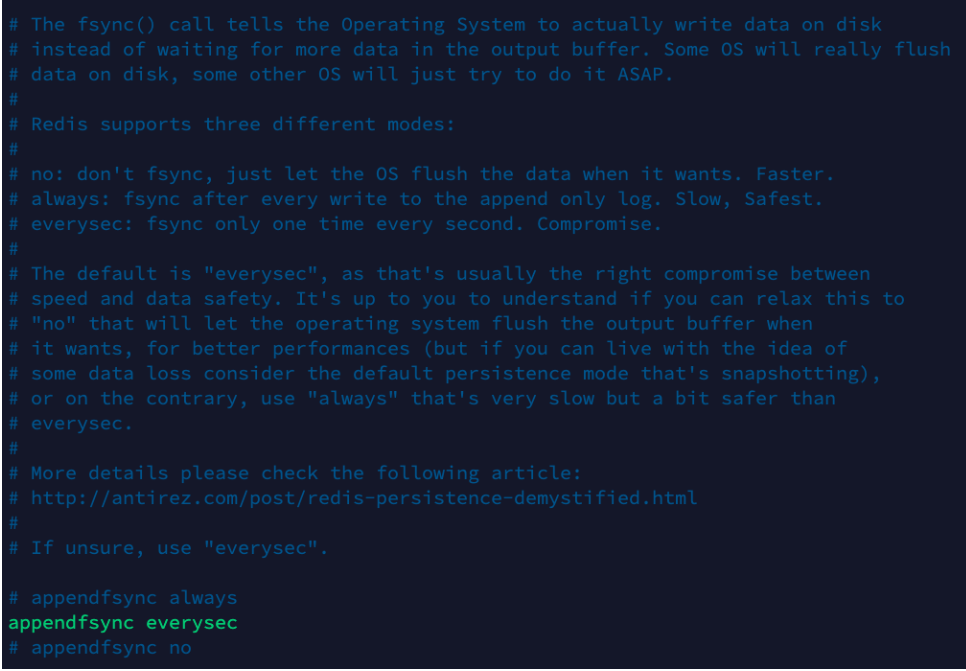 # The fsync() call tells the Operating System to actually write data on disk
# instead of waiting for more data in the output buffer. Some OS will really flush
# data on disk, some other OS will just try to do it ASAP.
#
# Redis supports three different modes:
#
# no: don't fsync, just let the OS flush the data when it wants. Faster.
# always: fsync after every write to the append only log. Slow, Safest.
# everysec: fsync only one time every second. Compromise.
#
# The default is "everysec", as that's usually the right compromise between
# speed and data safety. It's up to you to understand if you can relax this to
# "no" that will let the operating system flush the output buffer when
# it wants, for better performances (but if you can live with the idea of
# some data loss consider the default persistence mode that's snapshotting),
# or on the contrary, use "always" that's very slow but a bit safer than
# everysec.
#
# More details please check the following article:
# http://antirez.com/post/redis-persistence-demystified.html
#
# If unsure, use "everysec".

# appendfsync always
appendfsync everysec
# appendfsync no